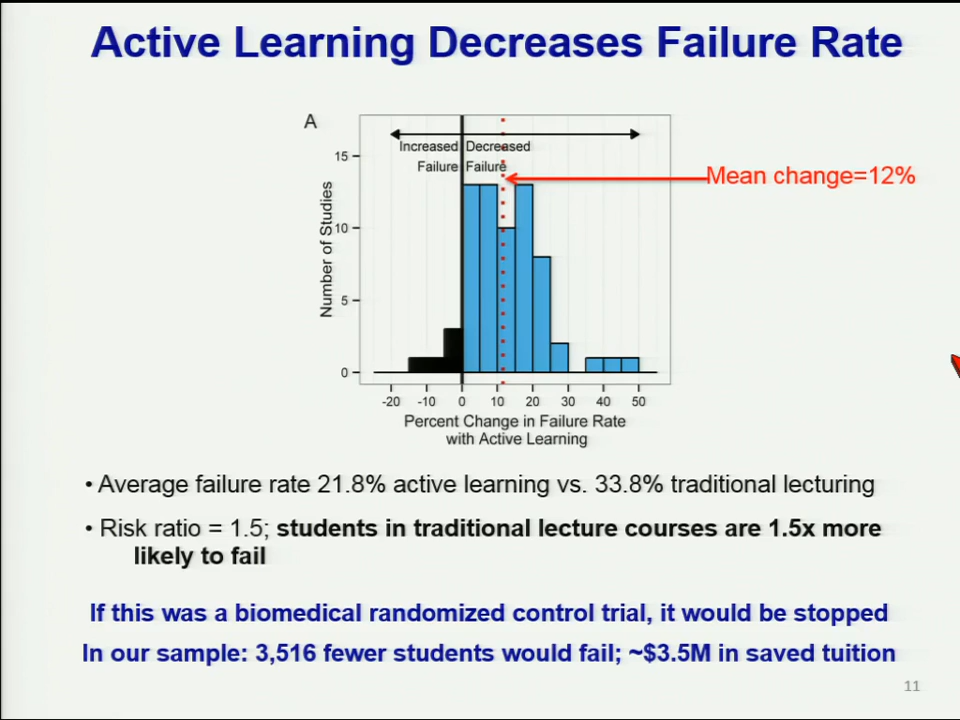 Active Learning Decreases Failure Rate
A
Increased Decreased
Failure Failure
Mean change=12%
15
10
5
0
Number of Studies
-20 -10 0 10 20 30 40 50
Percent Change in Failure Rate
with Active Learning
• Average failure rate 21.8% active learning vs. 33.8% traditional lecturing
• Risk ratio = 1.5; students in traditional lecture courses are 1.5x more
likely to fail
If this was a biomedical randomized control trial, it would be stopped
In our sample: 3,516 fewer students would fail; ~$3.5M in saved tuition
11